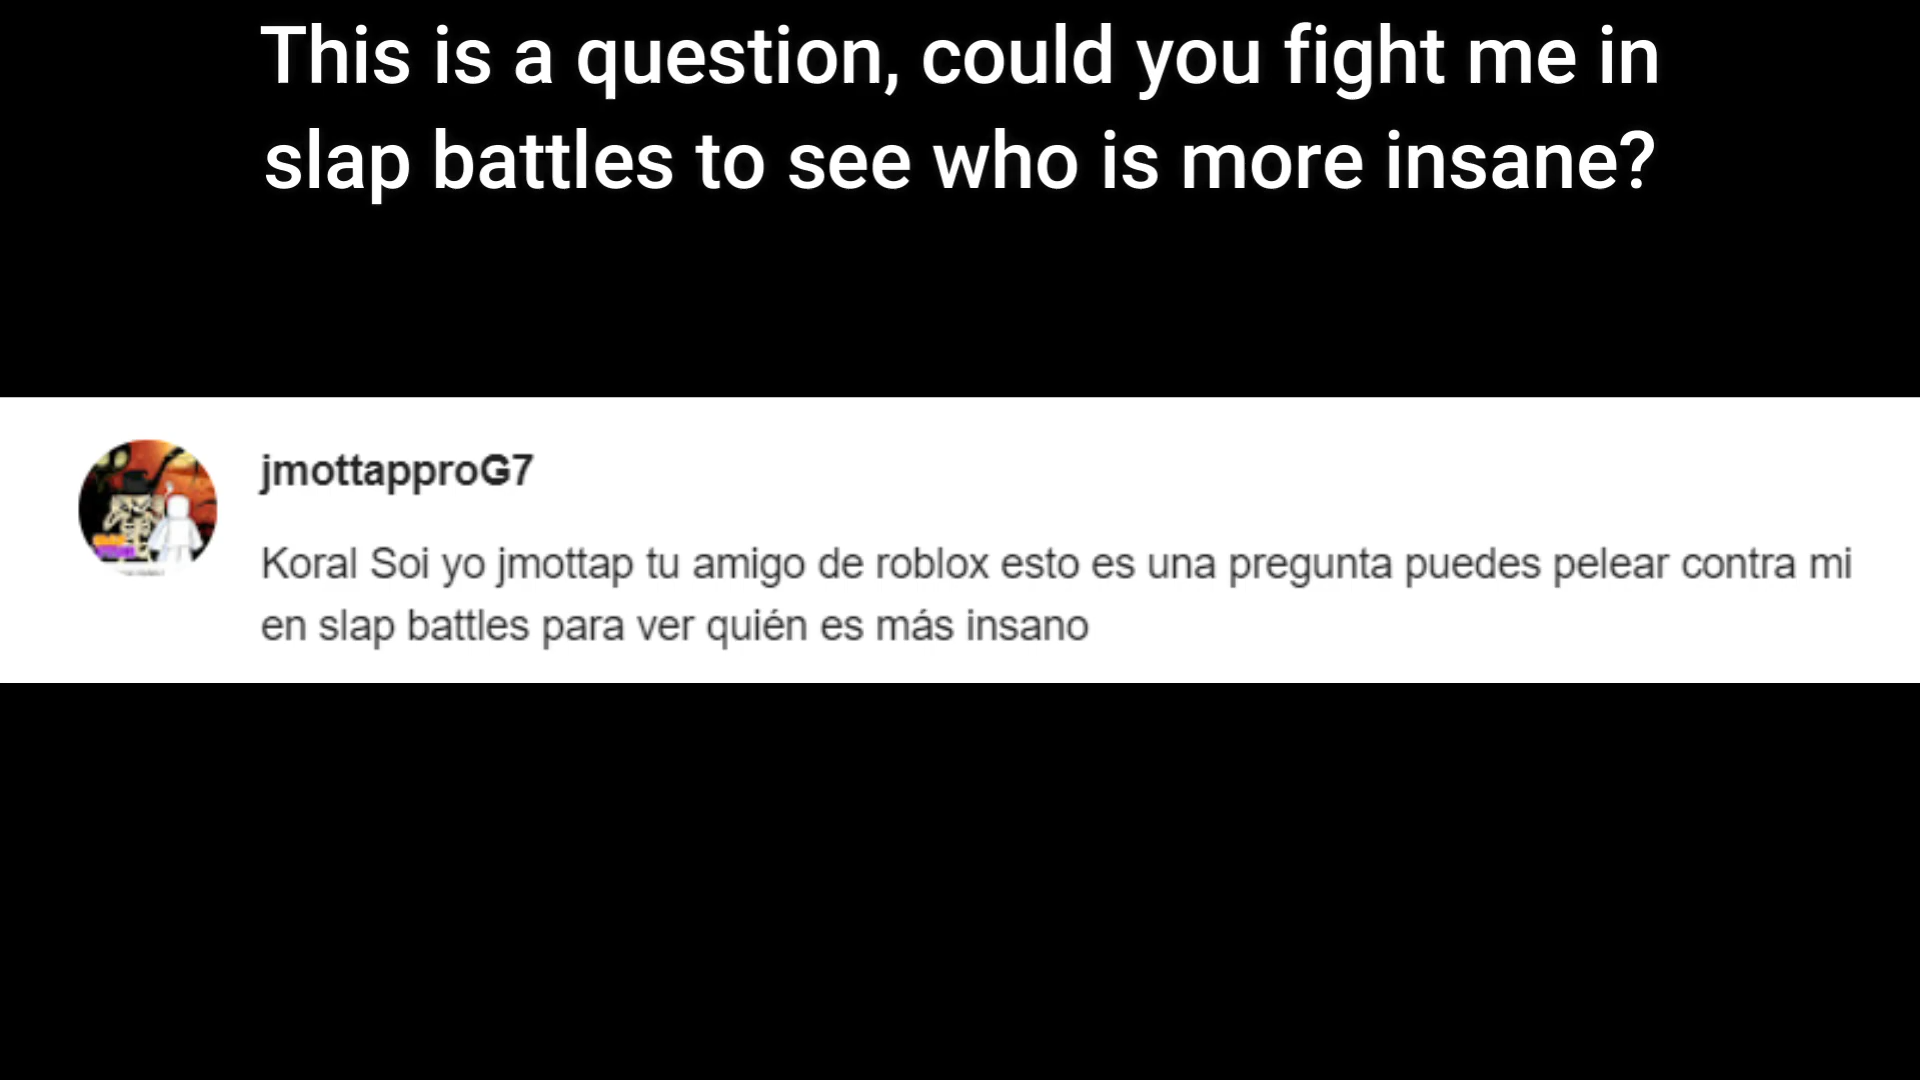 This is a question, could you fight me in
slap battles to see who is more insane?
jmottapproG7
Koral Soi yo jmottap tu amigo de roblox esto es una pregunta puedes pelear contra mi
en slap battles para ver quién es más insano